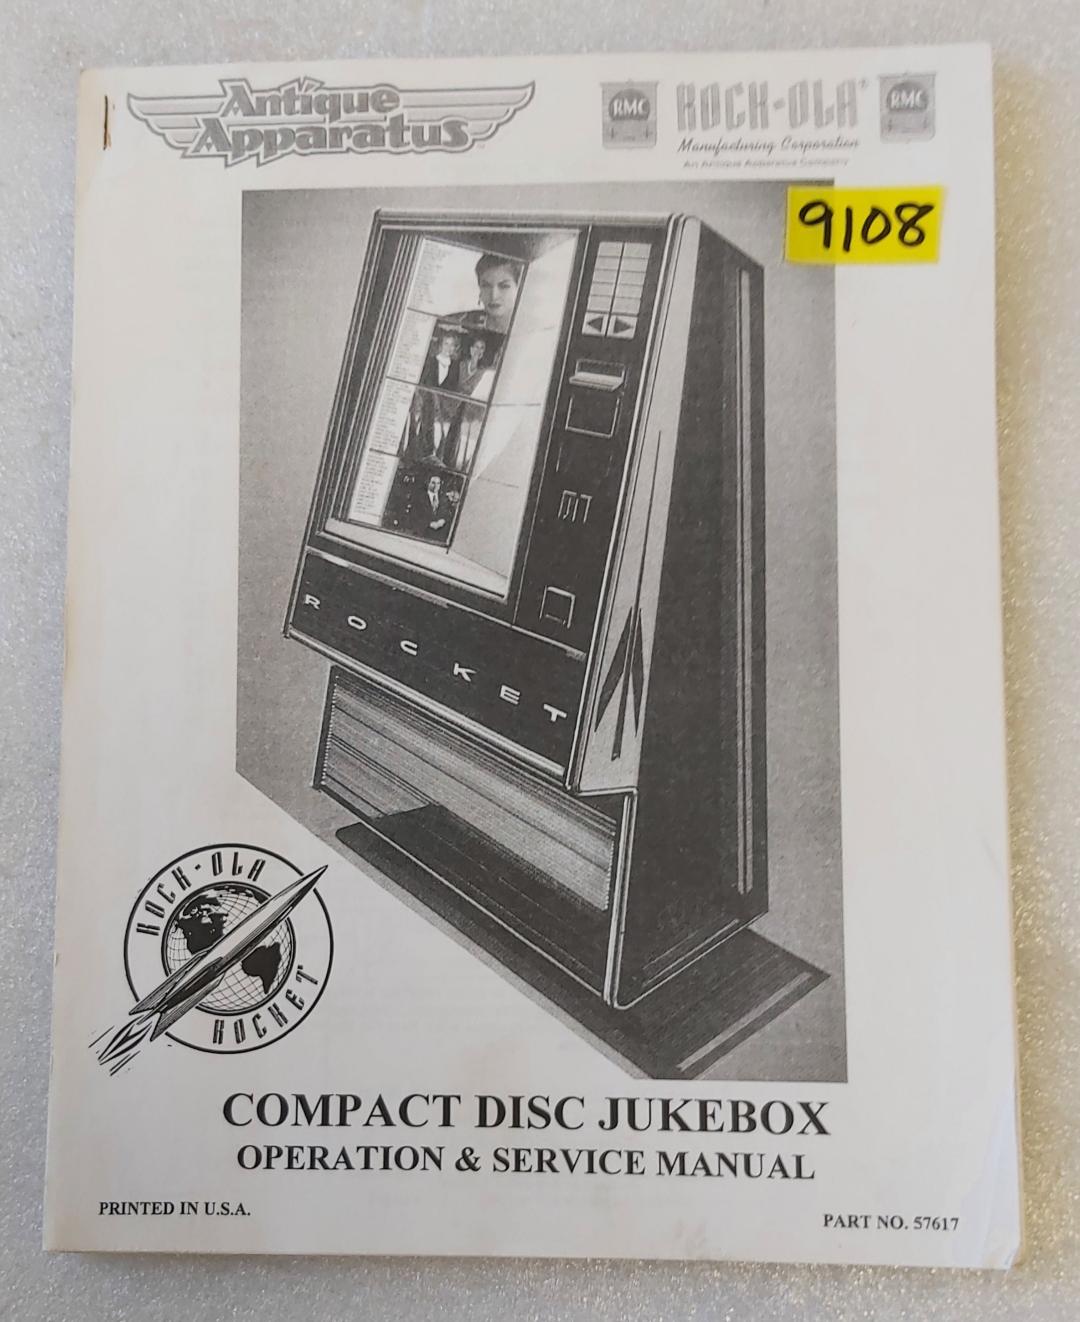 Antique
Apparatus
RMC
ROCK-OLA®
RMC
Manufacturing Corporation
An Antique Apparatus Company
9108
ROCKET
ROCK-OLA
ROCKET
COMPACT DISC JUKEBOX
OPERATION & SERVICE MANUAL
PRINTED IN U.S.A.
PART NO. 57617